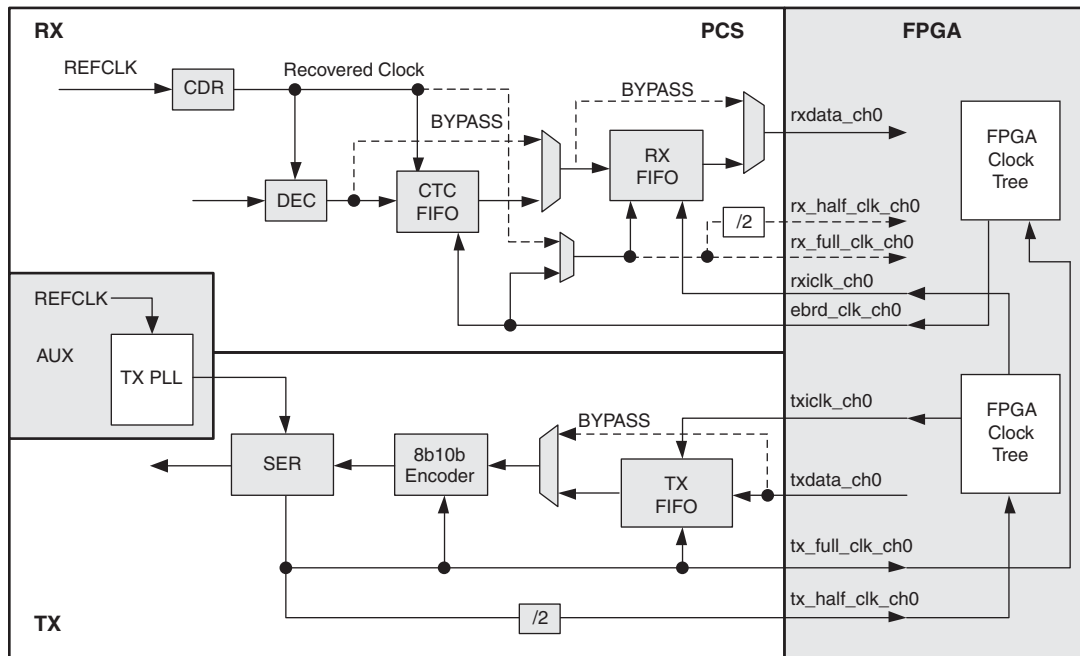 RX
PCS
FPGA
REFCLK
CDR
Recovered Clock
BYPASS
BYPASS
rxdata_ch0
FPGA
Clock
Tree
DEC
CTC
FIFO
RX
FIFO
/2
rx_half_clk_ch0
rx_full_clk_ch0
rxiclk_ch0
ebrd_clk_ch0
REFCLK
AUX
TX PLL
txiclk_ch0
FPGA
Clock
Tree
BYPASS
SER
8b10b
Encoder
TX
FIFO
txdata_ch0
tx_full_clk_ch0
tx_half_clk_ch0
/2
TX